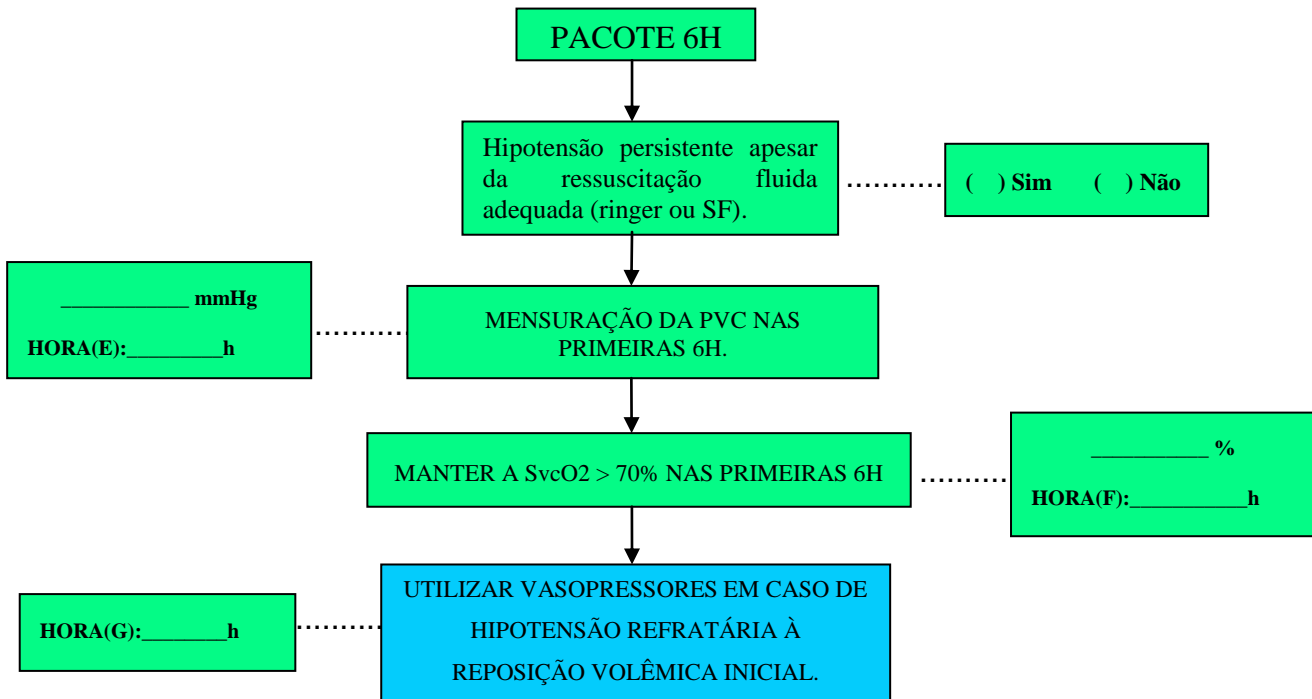 PACOTE 6H
Hipotensão persistente apesar
da ressuscitação fluida
adequada (ringer ou SF).
( ) Sim ( ) Não
____________ mmHg
HORA(E):_________h
MENSURAÇÃO DA PVC NAS
PRIMEIRAS 6H.
MANTER A SvcO2 > 70% NAS PRIMEIRAS 6H
___________ %
HORA(F):___________h
UTILIZAR VASOPRESSORES EM CASO DE
HIPOTENSÃO REFRATÁRIA À
REPOSIÇÃO VOLÊMICA INICIAL.
HORA(G):________h